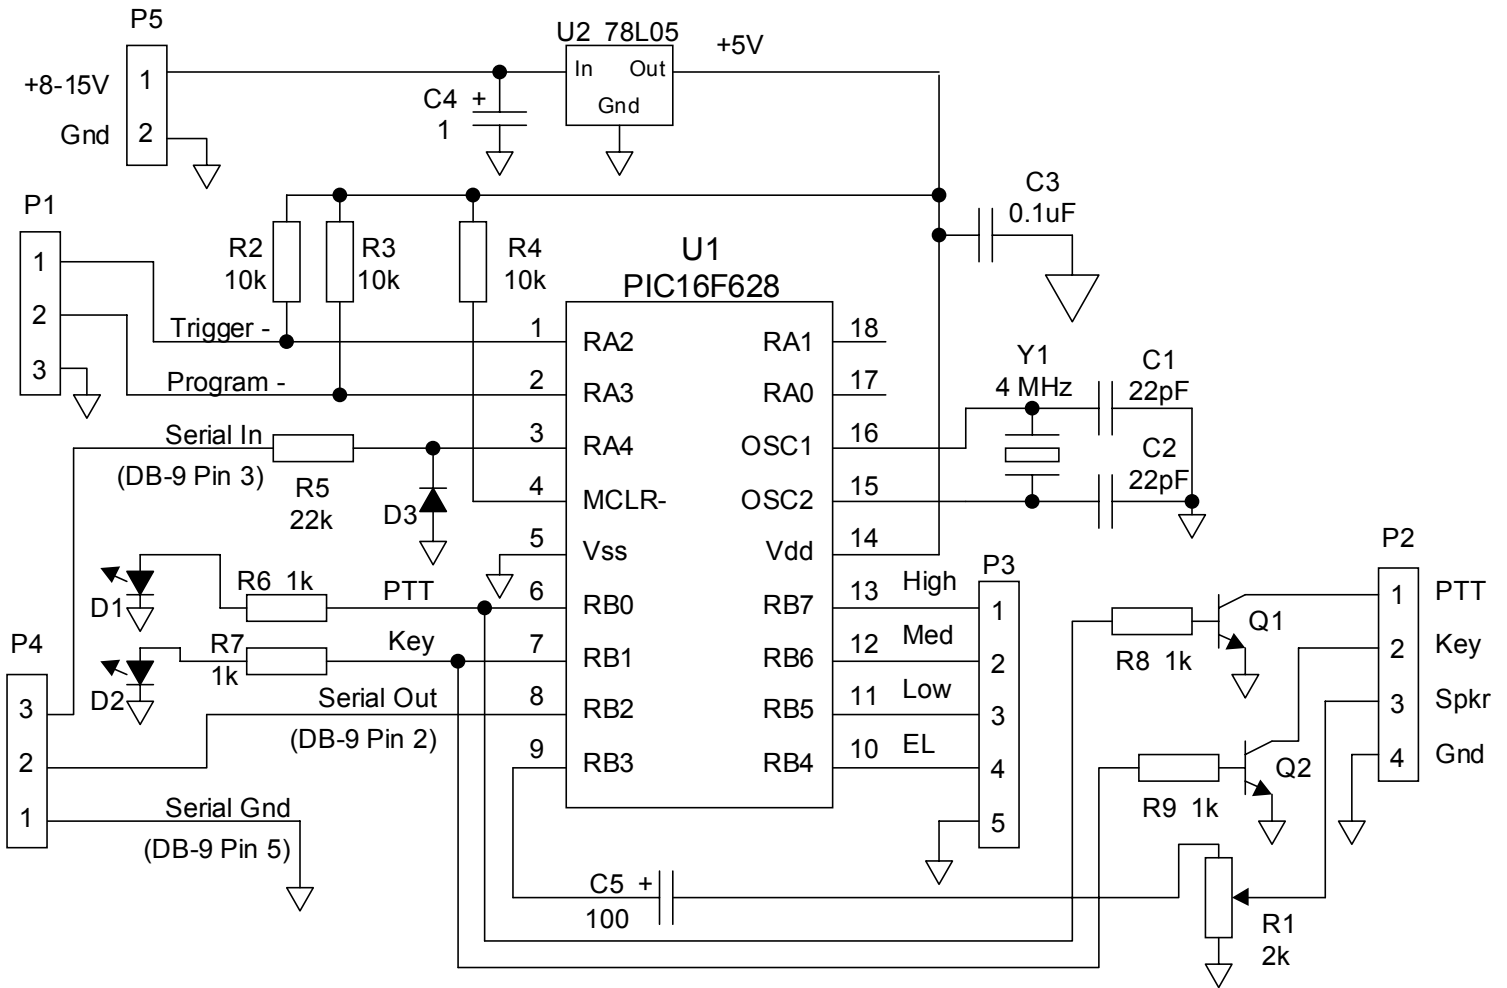 P5
+8-15V
1
Gnd
2
U2 78L05
+5V
In Out
Gnd
C4 +
1
C3
0.1uF
P1
1
2
3
R2
10k
R3
10k
R4
10k
U1
PIC16F628
Trigger -
Program -
Serial In
(DB-9 Pin 3)
R5
22k
D3
1
RA2
2
RA3
3
RA4
4
MCLR-
5
Vss
6
RB0
7
RB1
8
RB2
9
RB3
RA1
18
RA0
17
OSC1
16
OSC2
15
Vdd
14
RB7
13
RB6
12
RB5
11
RB4
10
Y1
4 MHz
C1
22pF
C2
22pF
D1
R6 1k
PTT
D2
R7
1k
Key
P4
3
2
1
Serial Out
(DB-9 Pin 2)
Serial Gnd
(DB-9 Pin 5)
High
Med
Low
EL
P3
1
2
3
4
5
R8 1k
Q1
R9 1k
Q2
P2
1
PTT
2
Key
3
Spkr
4
Gnd
C5 +
100
R1
2k